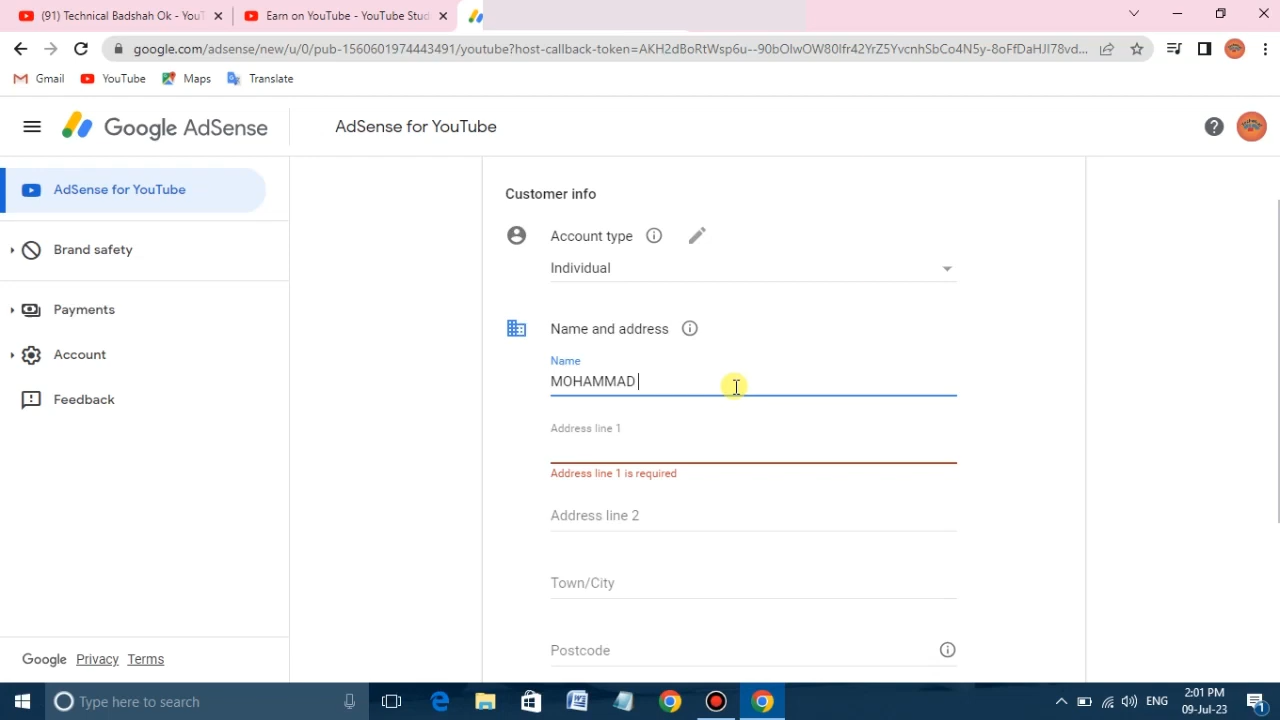 (91) Technical Badshah Ok - You
Earn on YouTube - YouTube Stud
google.com/adsense/new/u/0/pub-1560601974443491/youtube?host-callback-token=AKH2dBoRtWsp6u--90bOlwOW80lfr42YrZ5YvcnhSbCo4N5y-8oFfDaHJI78vd...
Gmail
YouTube
Maps
Translate
Google AdSense
AdSense for YouTube
AdSense for YouTube
Brand safety
Payments
Account
Feedback
Customer info
Account type
Individual
Name and address
Name
MOHAMMAD
Address line 1
Address line 1 is required
Address line 2
Town/City
Postcode
Google Privacy Terms
Type here to search
ENG
2:01 PM
09-Jul-23
1